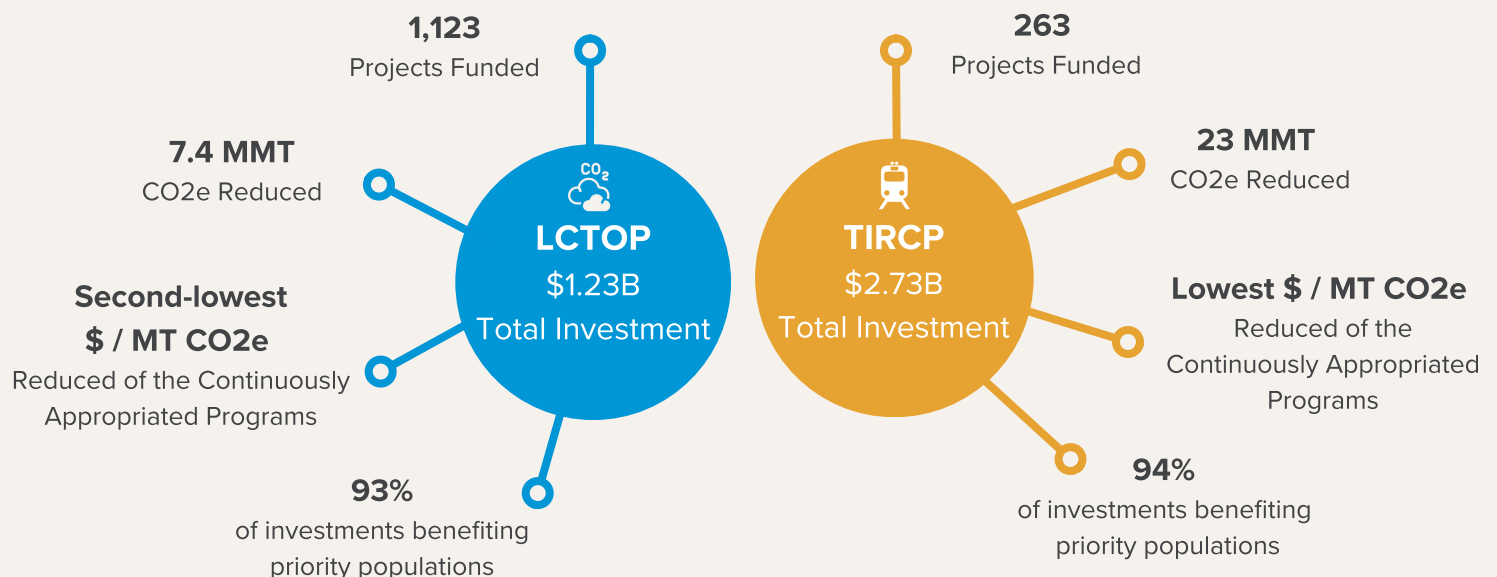 1,123
Projects Funded
7.4 MMT
CO2e Reduced
Second-lowest
$ / MT CO2e
Reduced of the Continuously
Appropriated Programs
93%
of investments benefiting
priority populations
CO2
LCTOP
$1.23B
Total Investment
TIRCP
$2.73B
Total Investment
263
Projects Funded
23 MMT
CO2e Reduced
Lowest $ / MT CO2e
Reduced of the
Continuously Appropriated
Programs
94%
of investments benefiting
priority populations